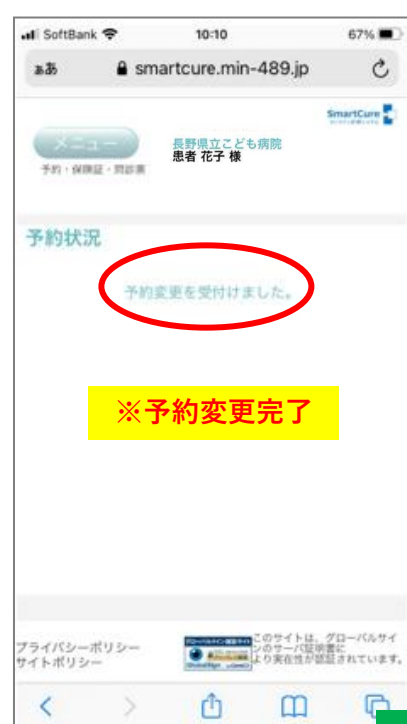 SoftBank 10:10 67%
ああ smartcure.min-489.jp
SmartCure
メニュー
長野県立こども病院
患者 花子 様
予約・保険証・問診票
予約状況
予約変更を受付けました。
※予約変更完了
プライバシーポリシー
サイトポリシー
GlobalSign
このサイトは、グローバルサイ
ンのサーバ証明書に
より実在性が認証されています。